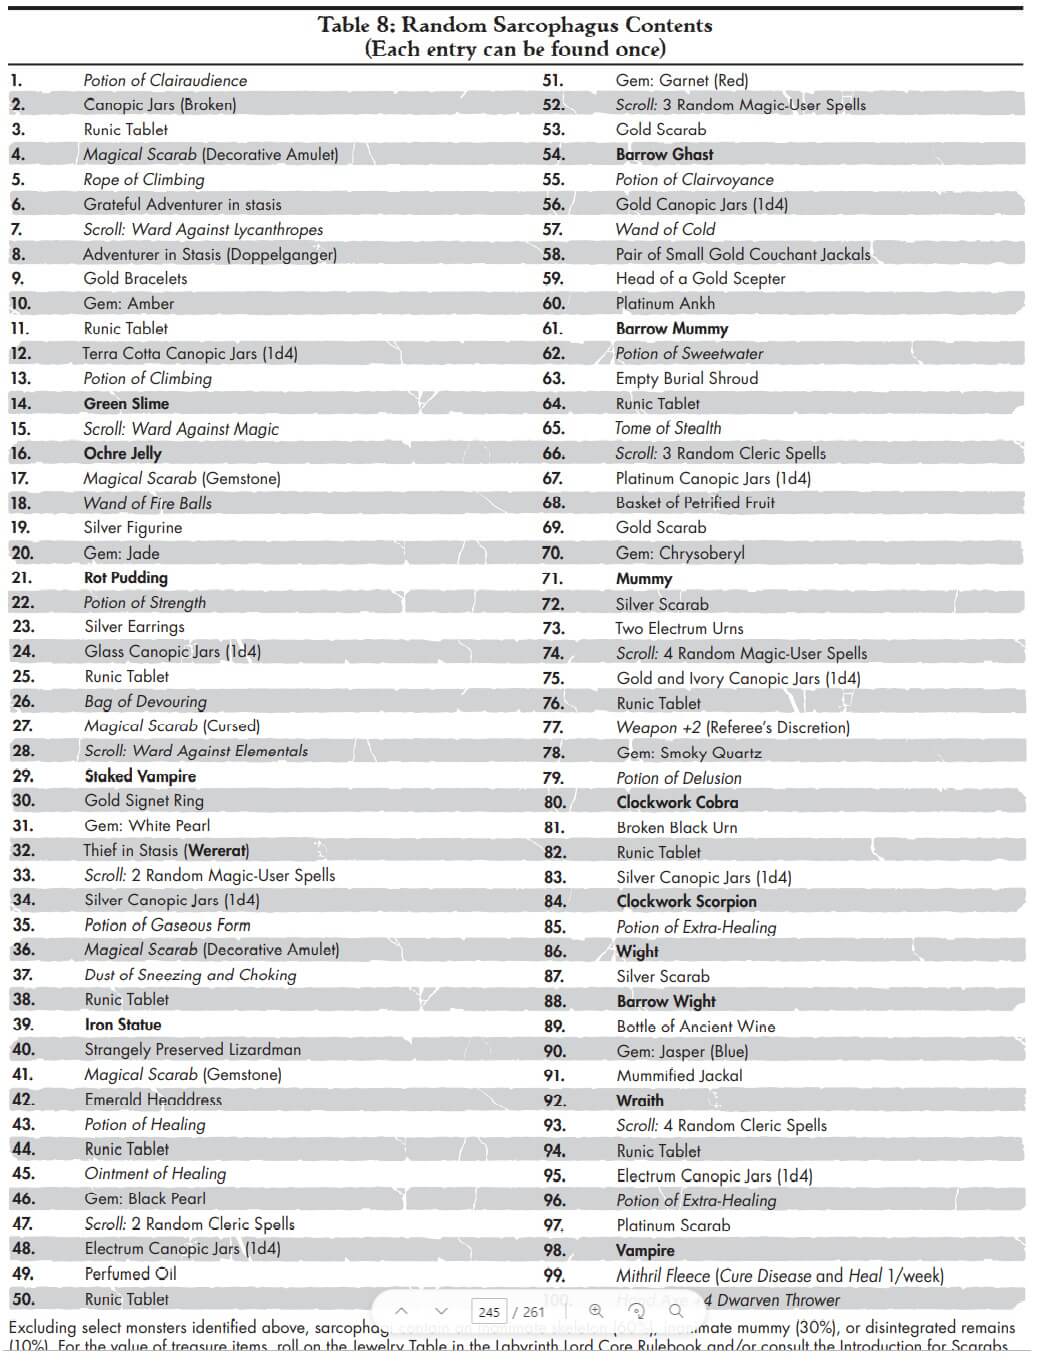 Table 8: Random Sarcophagus Contents
(Each entry can be found once)
1. Potion of Clairaudience
2. Canopic Jars (Broken)
3. Runic Tablet
4. Magical Scarab (Decorative Amulet)
5. Rope of Climbing
6. Grateful Adventurer in stasis
7. Scroll: Ward Against Lycanthropes
8. Adventurer in Stasis (Doppelganger)
9. Gold Bracelets
10. Gem: Amber
11. Runic Tablet
12. Terra Cotta Canopic Jars (1d4)
13. Potion of Climbing
14. Green Slime
15. Scroll: Ward Against Magic
16. Ochre Jelly
17. Magical Scarab (Gemstone)
18. Wand of Fire Balls
19. Silver Figurine
20. Gem: Jade
21. Rot Pudding
22. Potion of Strength
23. Silver Earrings
24. Glass Canopic Jars (1d4)
25. Runic Tablet
26. Bag of Devouring
27. Magical Scarab (Cursed)
28. Scroll: Ward Against Elementals
29. Staked Vampire
30. Gold Signet Ring
31. Gem: White Pearl
32. Thief in Stasis (Wererat)
33. Scroll: 2 Random Magic-User Spells
34. Silver Canopic Jars (1d4)
35. Potion of Gaseous Form
36. Magical Scarab (Decorative Amulet)
37. Dust of Sneezing and Choking
38. Runic Tablet
39. Iron Statue
40. Strangely Preserved Lizardman
41. Magical Scarab (Gemstone)
42. Emerald Headdress
43. Potion of Healing
44. Runic Tablet
45. Ointment of Healing
46. Gem: Black Pearl
47. Scroll: 2 Random Cleric Spells
48. Electrum Canopic Jars (1d4)
49. Perfumed Oil
50. Runic Tablet
51. Gem: Garnet (Red)
52. Scroll: 3 Random Magic-User Spells
53. Gold Scarab
54. Barrow Ghast
55. Potion of Clairvoyance
56. Gold Canopic Jars (1d4)
57. Wand of Cold
58. Pair of Small Gold Couchant Jackals
59. Head of a Gold Scepter
60. Platinum Ankh
61. Barrow Mummy
62. Potion of Sweetwater
63. Empty Burial Shroud
64. Runic Tablet
65. Tome of Stealth
66. Scroll: 3 Random Cleric Spells
67. Platinum Canopic Jars (1d4)
68. Basket of Petrified Fruit
69. Gold Scarab
70. Gem: Chrysoberyl
71. Mummy
72. Silver Scarab
73. Two Electrum Urns
74. Scroll: 4 Random Magic-User Spells
75. Gold and Ivory Canopic Jars (1d4)
76. Runic Tablet
77. Weapon +2 (Referee's Discretion)
78. Gem: Smoky Quartz
79. Potion of Delusion
80. Clockwork Cobra
81. Broken Black Urn
82. Runic Tablet
83. Silver Canopic Jars (1d4)
84. Clockwork Scorpion
85. Potion of Extra-Healing
86. Wight
87. Silver Scarab
88. Barrow Wight
89. Bottle of Ancient Wine
90. Gem: Jasper (Blue)
91. Mummified Jackal
92. Wraith
93. Scroll: 4 Random Cleric Spells
94. Runic Tablet
95. Electrum Canopic Jars (1d4)
96. Potion of Extra-Healing
97. Platinum Scarab
98. Vampire
99. Mithril Fleece (Cure Disease and Heal 1/week)
100. Hand Axe +4 Dwarven Thrower
245 / 261
Excluding select monsters identified above, sarcophagi contain an inanimate skeleton (60%), inanimate mummy (30%), or disintegrated remains
(10%). For the value of treasure items, roll on the Jewelry Table in the Labyrinth Lord Core Rulebook and/or consult the Introduction for Scarabs,